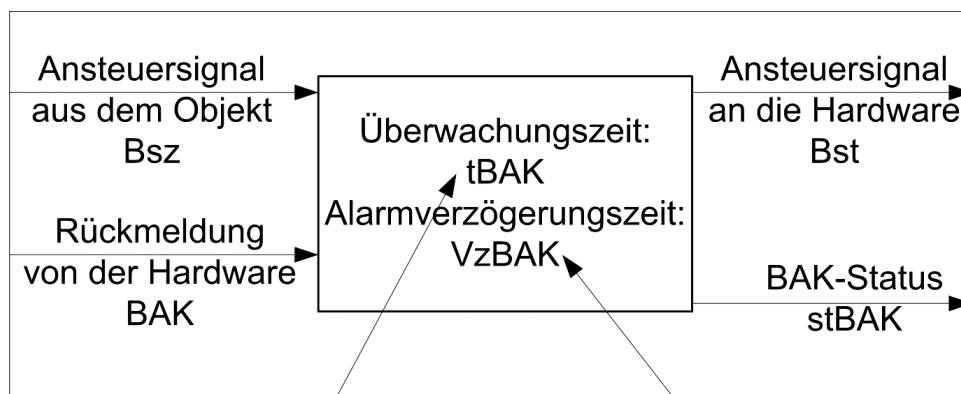 Ansteuersignal
aus dem Objekt
Bsz
Rückmeldung
von der Hardware
BAK
Überwachungszeit:
tBAK
Alarmverzögerungszeit:
VzBAK
Ansteuersignal
an die Hardware
Bst
BAK-Status
stBAK